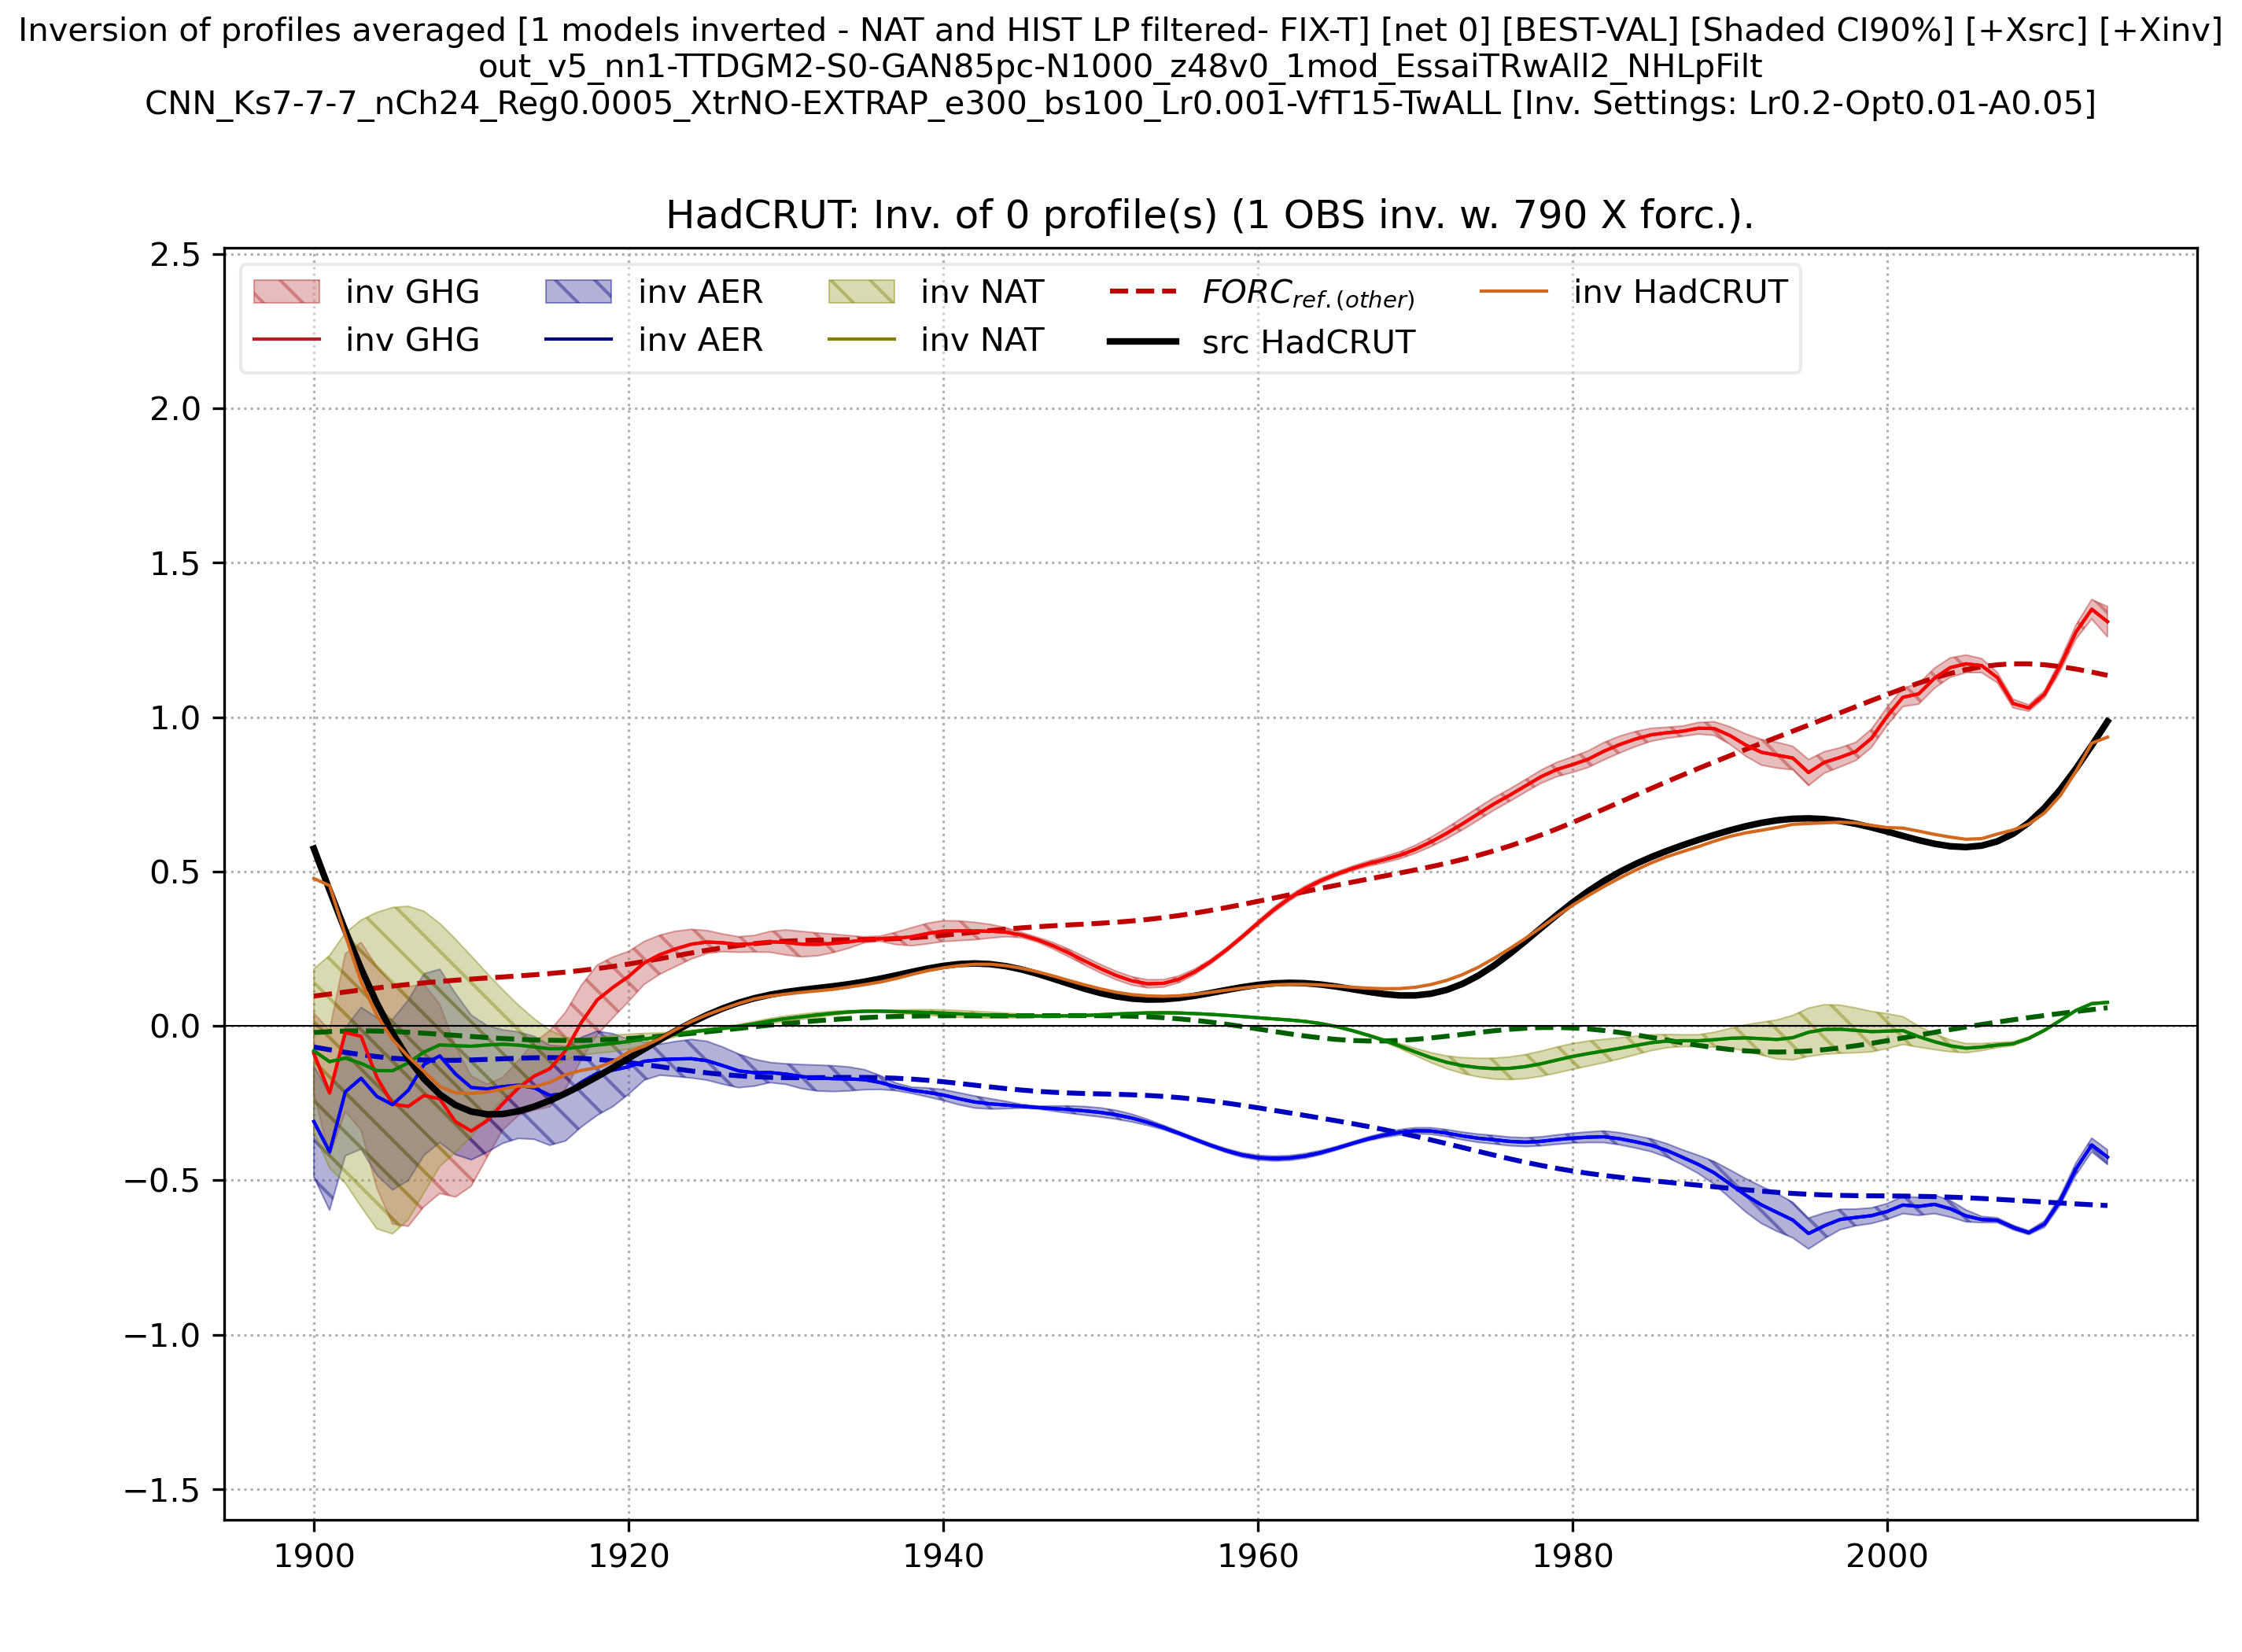 Inversion of profiles averaged [1 models inverted - NAT and HIST LP filtered- FIX-T] [net 0] [BEST-VAL] [Shaded CI90%] [+Xsrc] [+Xinv]
out_v5_nn1-TTDGM2-S0-GAN85pc-N1000_z48v0_1mod_EssaiTRwAll2_NHLpFilt
CNN_Ks7-7-7_nCh24_Reg0.0005_XtrNO-EXTRAP_e300_bs100_Lr0.001-VfT15-TwALL [Inv. Settings: Lr0.2-Opt0.01-A0.05]
HadCRUT: Inv. of 0 profile(s) (1 OBS inv. w. 790 X forc.).
inv GHG inv AER inv NAT FORC ref.(other) inv HadCRUT
inv GHG inv AER inv NAT src HadCRUT
2.5
2.0
1.5
1.0
0.5
0.0
−0.5
−1.0
−1.5
1900 1920 1940 1960 1980 2000